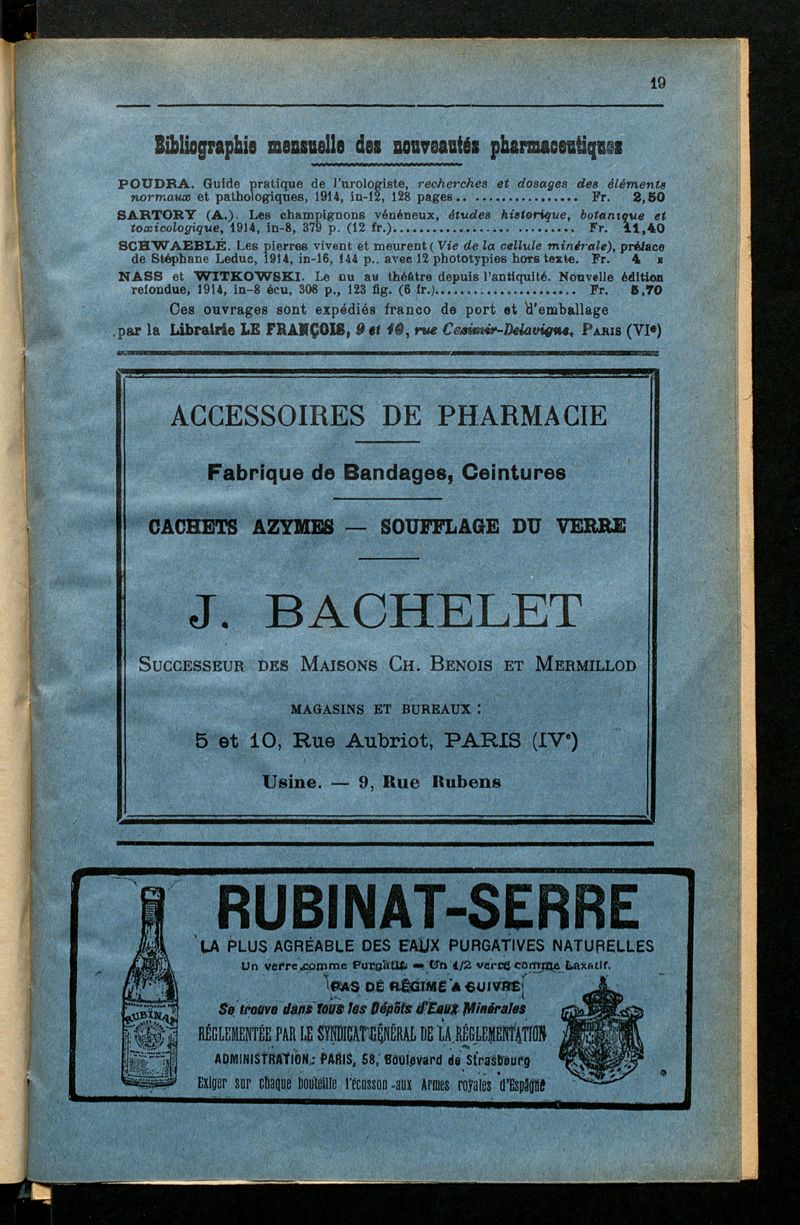 19
Bibliographie mensuelle des nouveautés pharmaceutiques
POUDRA. Guide pratique de l'urologiste, recherches et dosages des éléments
normaux et pathologiques, 1914, in-12, 128 pages.. ................ Fr. 2,50
SARTORY (A.). Les champignons vénéneux, études historique, botanique et
toxicologique, 1914, in-8, 379 p. (12 fr.)............................ Fr. 11,40
SCHWAEBLÉ. Les pierres vivent et meurent (Vie de la cellule minérale), préface
de Stéphane Leduc, 1914, in-16, 144 p.. avec 12 phototypies hors texte. Fr. 4 »
NASS et WITKOWSKI. Le nu au théâtre depuis l'antiquité. Nouvelle édition
refondue, 1914, in-8 écu, 308 p., 123 fig. (6 fr.)...................... Fr. 5,70
Ces ouvrages sont expédiés franco de port et d'emballage
par la Librairie LE FRANÇOIS, 9 et 10, rue Casimir-Delavigne, PARIS (VIe)
ACCESSOIRES DE PHARMACIE
Fabrique de Bandages, Ceintures
CACHETS AZYMES — SOUFFLAGE DU VERRE
J. BACHELET
SUCCESSEUR DES MAISONS CH. BENOIS ET MERMILLOD
MAGASINS ET BUREAUX :
5 et 10, Rue Aubriot, PARIS (IVe)
Usine. — 9, Rue Rubens
RUBINAT-SERRE
LA PLUS AGRÉABLE DES EAUX PURGATIVES NATURELLES
Un verre comme Purgatif. — Un 1/2 verre comme Laxatif.
PAS DE RÉGIME A SUIVRE
Se trouve dans tous les Dépôts d'Eaux Minérales
RÉGLEMENTÉE PAR LE SYNDICAT GÉNÉRAL DE LA RÉGLEMENTATION
ADMINISTRATION : PARIS, 58, Boulevard de Strasbourg
Exiger sur chaque bouteille l'écusson aux Armes royales d'Espagne
RUBINAT